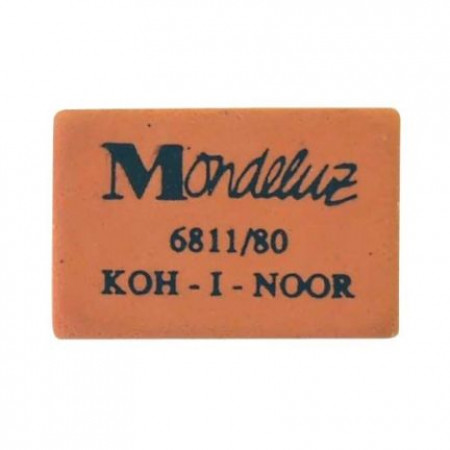 Mondeluz
6811/80
KOH - I - NOOR